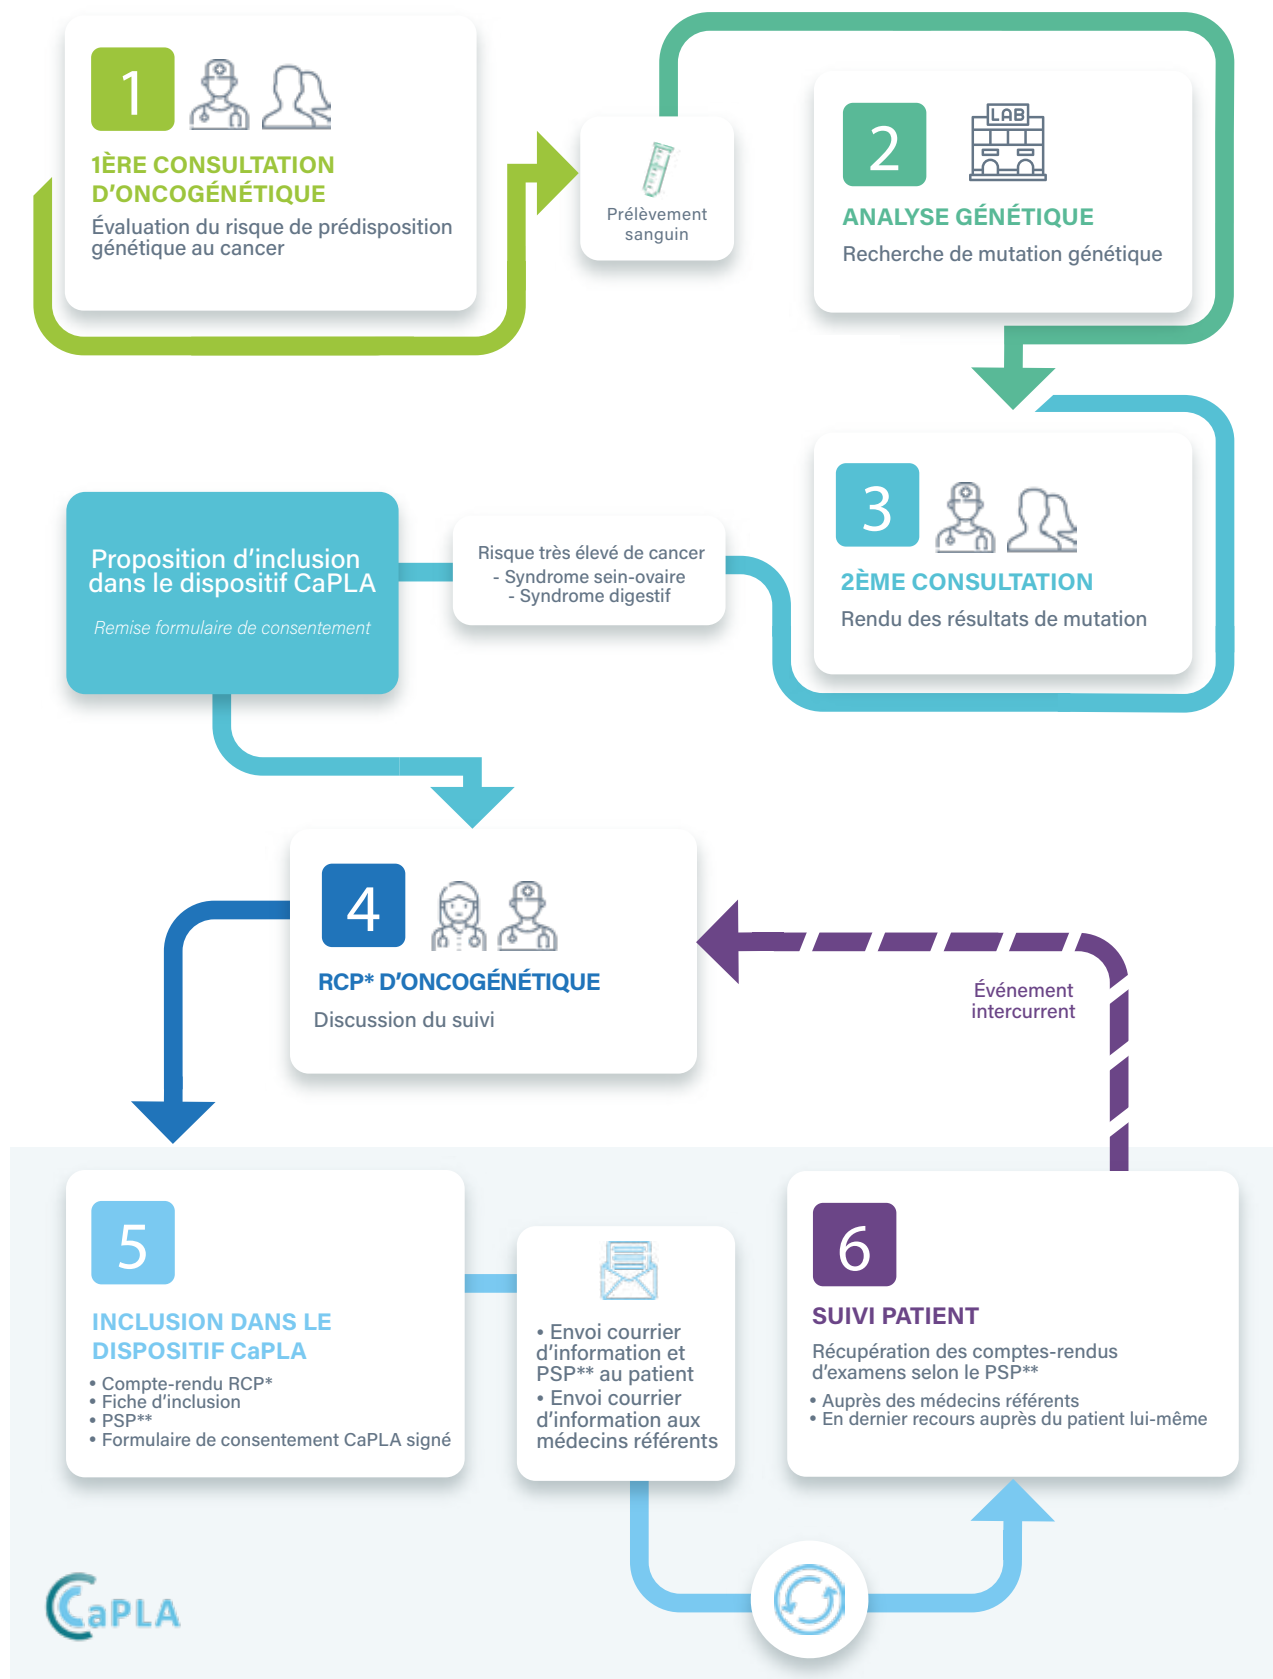 1
1ÈRE CONSULTATION
D'ONCOGÉNÉTIQUE
Évaluation du risque de prédisposition
génétique au cancer
Prélèvement
sanguin
LAB
2
ANALYSE GÉNÉTIQUE
Recherche de mutation génétique
3
2ÈME CONSULTATION
Rendu des résultats de mutation
Risque très élevé de cancer
- Syndrome sein-ovaire
- Syndrome digestif
Proposition d'inclusion
dans le dispositif CaPLA
Remise formulaire de consentement
4
RCP* D'ONCOGÉNÉTIQUE
Discussion du suivi
Événement
intercurrent
5
INCLUSION DANS LE
DISPOSITIF CaPLA
• Compte-rendu RCP*
• Fiche d'inclusion
• PSP**
• Formulaire de consentement CaPLA signé
• Envoi courrier
d'information et
PSP** au patient
• Envoi courrier
d'information aux
médecins référents
6
SUIVI PATIENT
Récupération des comptes-rendus
d'examens selon le PSP**
• Auprès des médecins référents
• En dernier recours auprès du patient lui-même
CaPLA